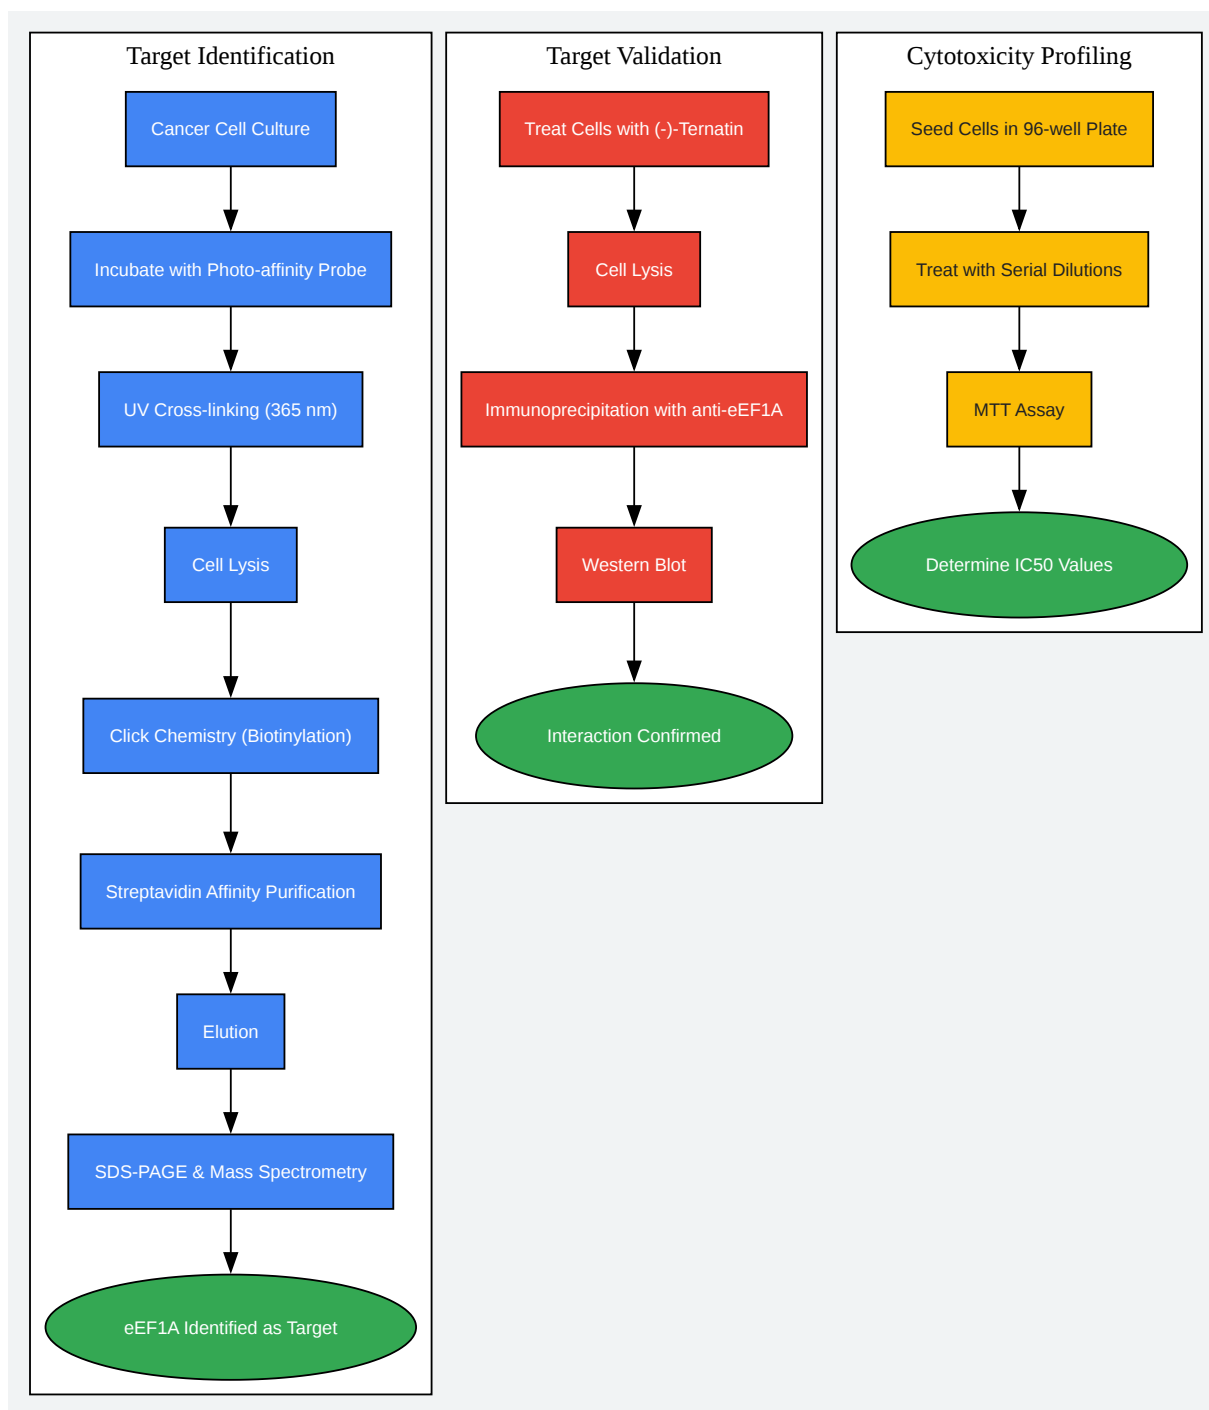 Target Identification
Cancer Cell Culture
Incubate with Photo-affinity Probe
UV Cross-linking (365 nm)
Cell Lysis
Click Chemistry (Biotinylation)
Streptavidin Affinity Purification
Elution
SDS-PAGE & Mass Spectrometry
eEF1A Identified as Target
Target Validation
Treat Cells with (-)-Ternatin
Cell Lysis
Immunoprecipitation with anti-eEF1A
Western Blot
Interaction Confirmed
Cytotoxicity Profiling
Seed Cells in 96-well Plate
Treat with Serial Dilutions
MTT Assay
Determine IC50 Values